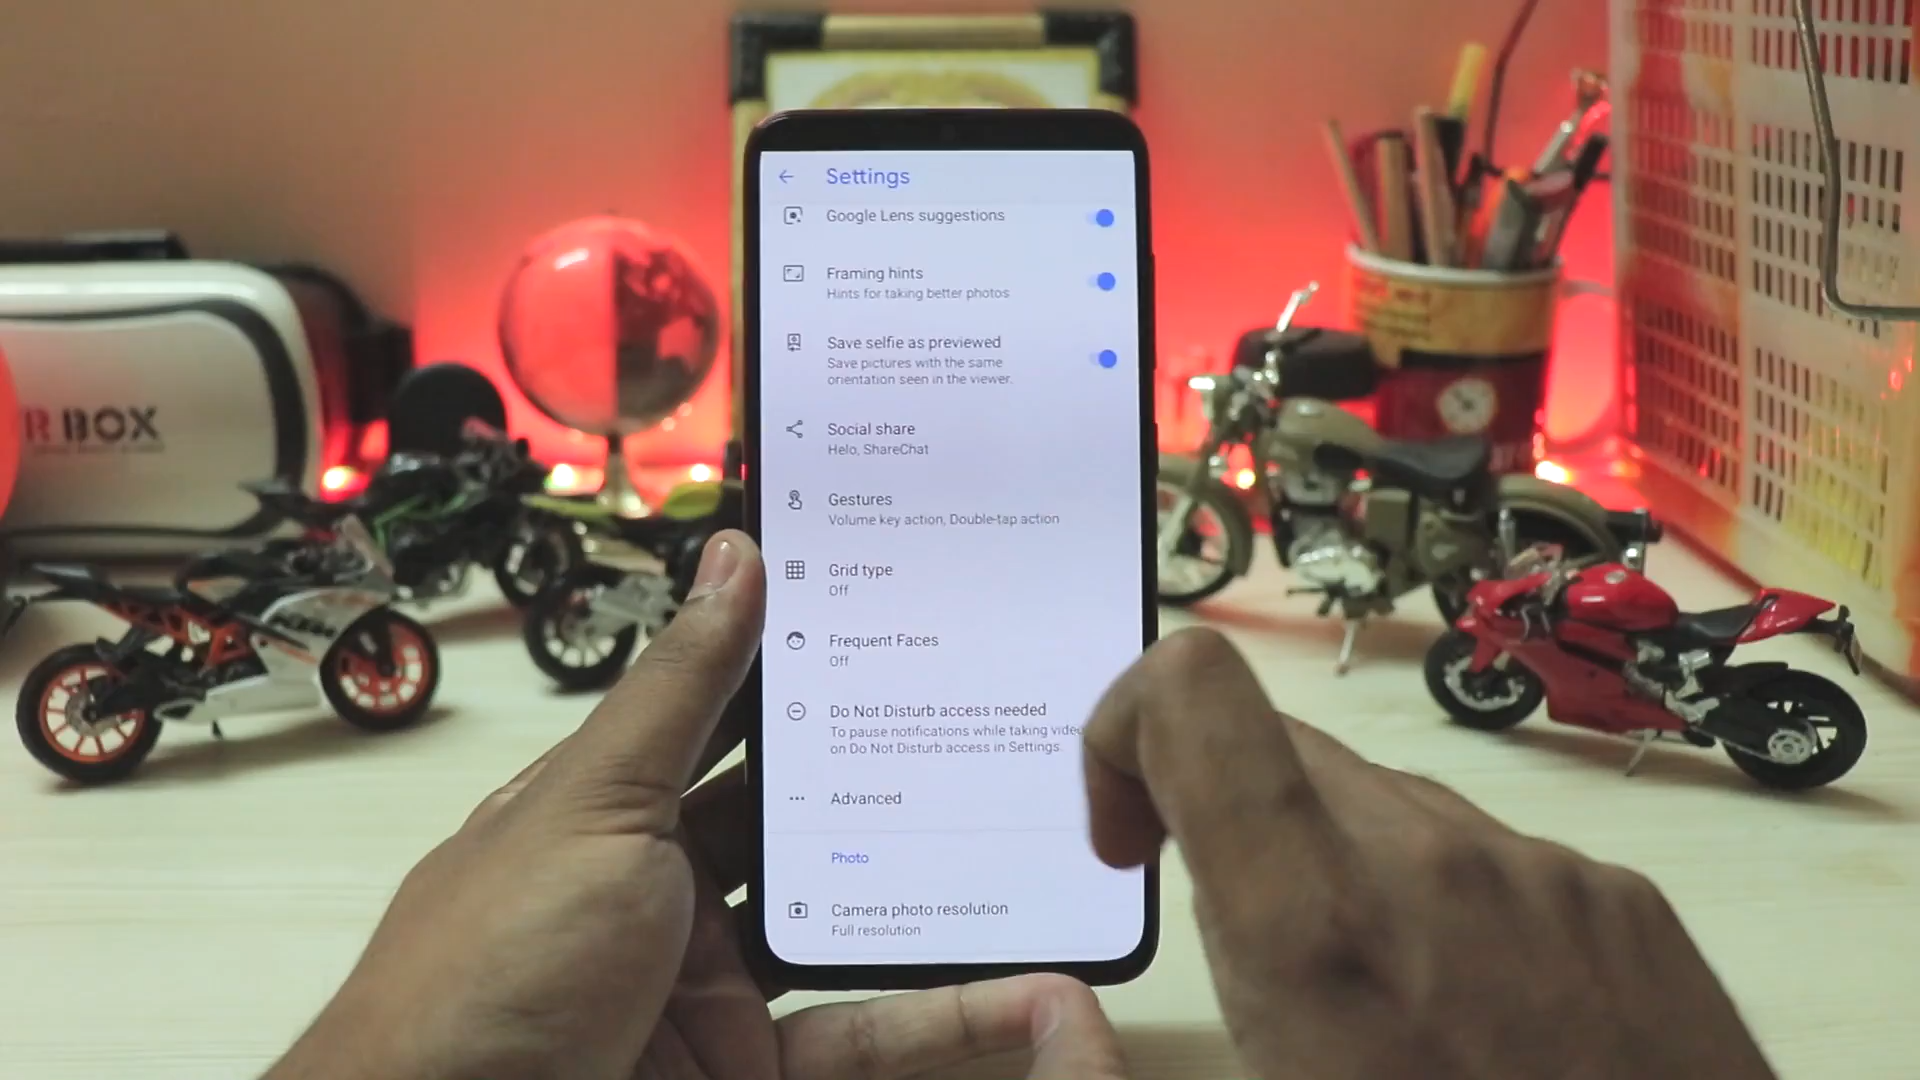 Settings
Google Lens suggestions
Framing hints
Hints for taking better photos
Save selfie as previewed
Save pictures with the same
orientation seen in the viewer.
Social share
Helo, ShareChat
Gestures
Volume key action, Double-tap action
Grid type
Off
Frequent Faces
Off
Do Not Disturb access needed
To pause notifications while taking video
on Do Not Disturb access in Settings.
Advanced
Photo
Camera photo resolution
Full resolution
R BOX